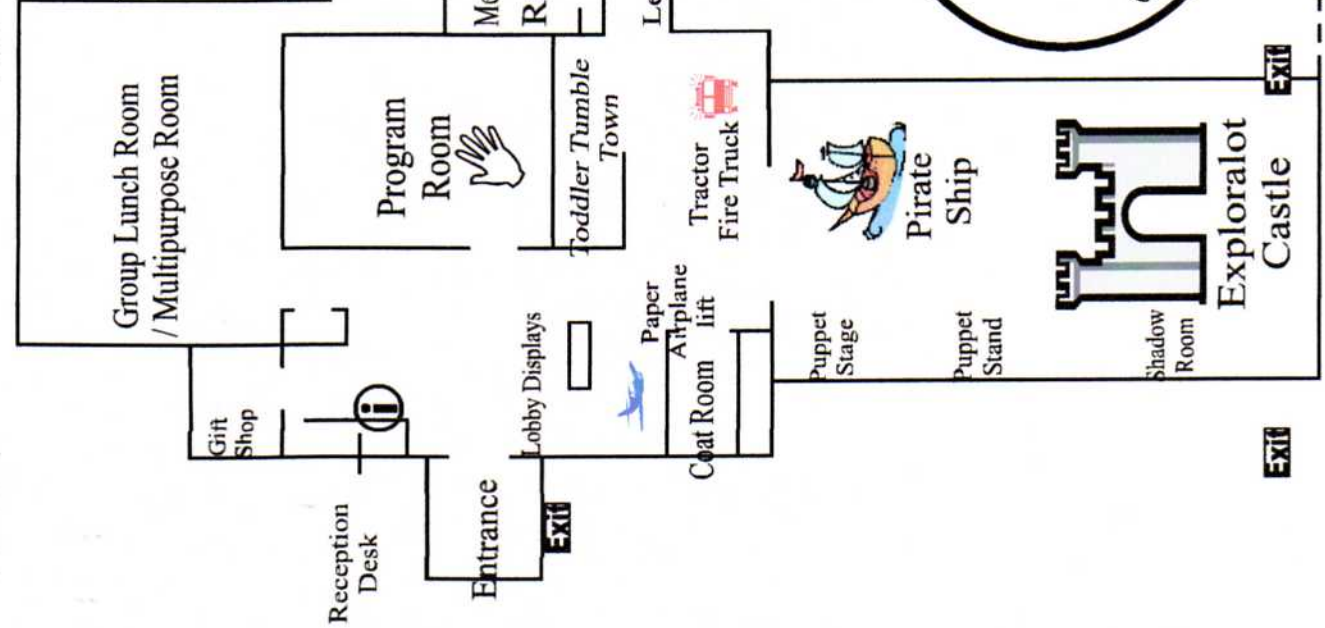 Group Lunch Room
/ Multipurpose Room
Program
Room
Toddler Tumble
Town
Tractor
Fire Truck
Gift
Shop
i
Reception
Desk
Entrance
Exit
Lobby Displays
Paper
Airplane
lift
Coat Room
Puppet
Stage
Puppet
Stand
Shadow
Room
Pirate
Ship
Exploralot
Castle
Exit
Exit